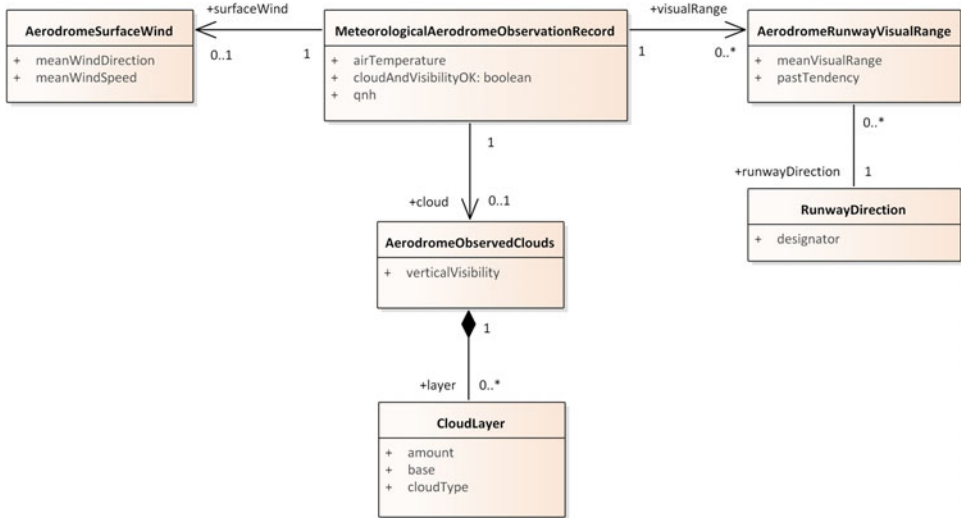 +surfaceWind
+visualRange
AerodromeSurfaceWind
+ meanWindDirection
+ meanWindSpeed
0..1
1
MeteorologicalAerodromeObservationRecord
+ airTemperature
+ cloudAndVisibilityOK: boolean
+ qnh
1
0..*
AerodromeRunwayVisualRange
+ meanVisualRange
+ pastTendency
1
0..*
+cloud
0..1
+runwayDirection
1
AerodromeObservedClouds
+ verticalVisibility
RunwayDirection
+ designator
1
+layer
0..*
CloudLayer
+ amount
+ base
+ cloudType